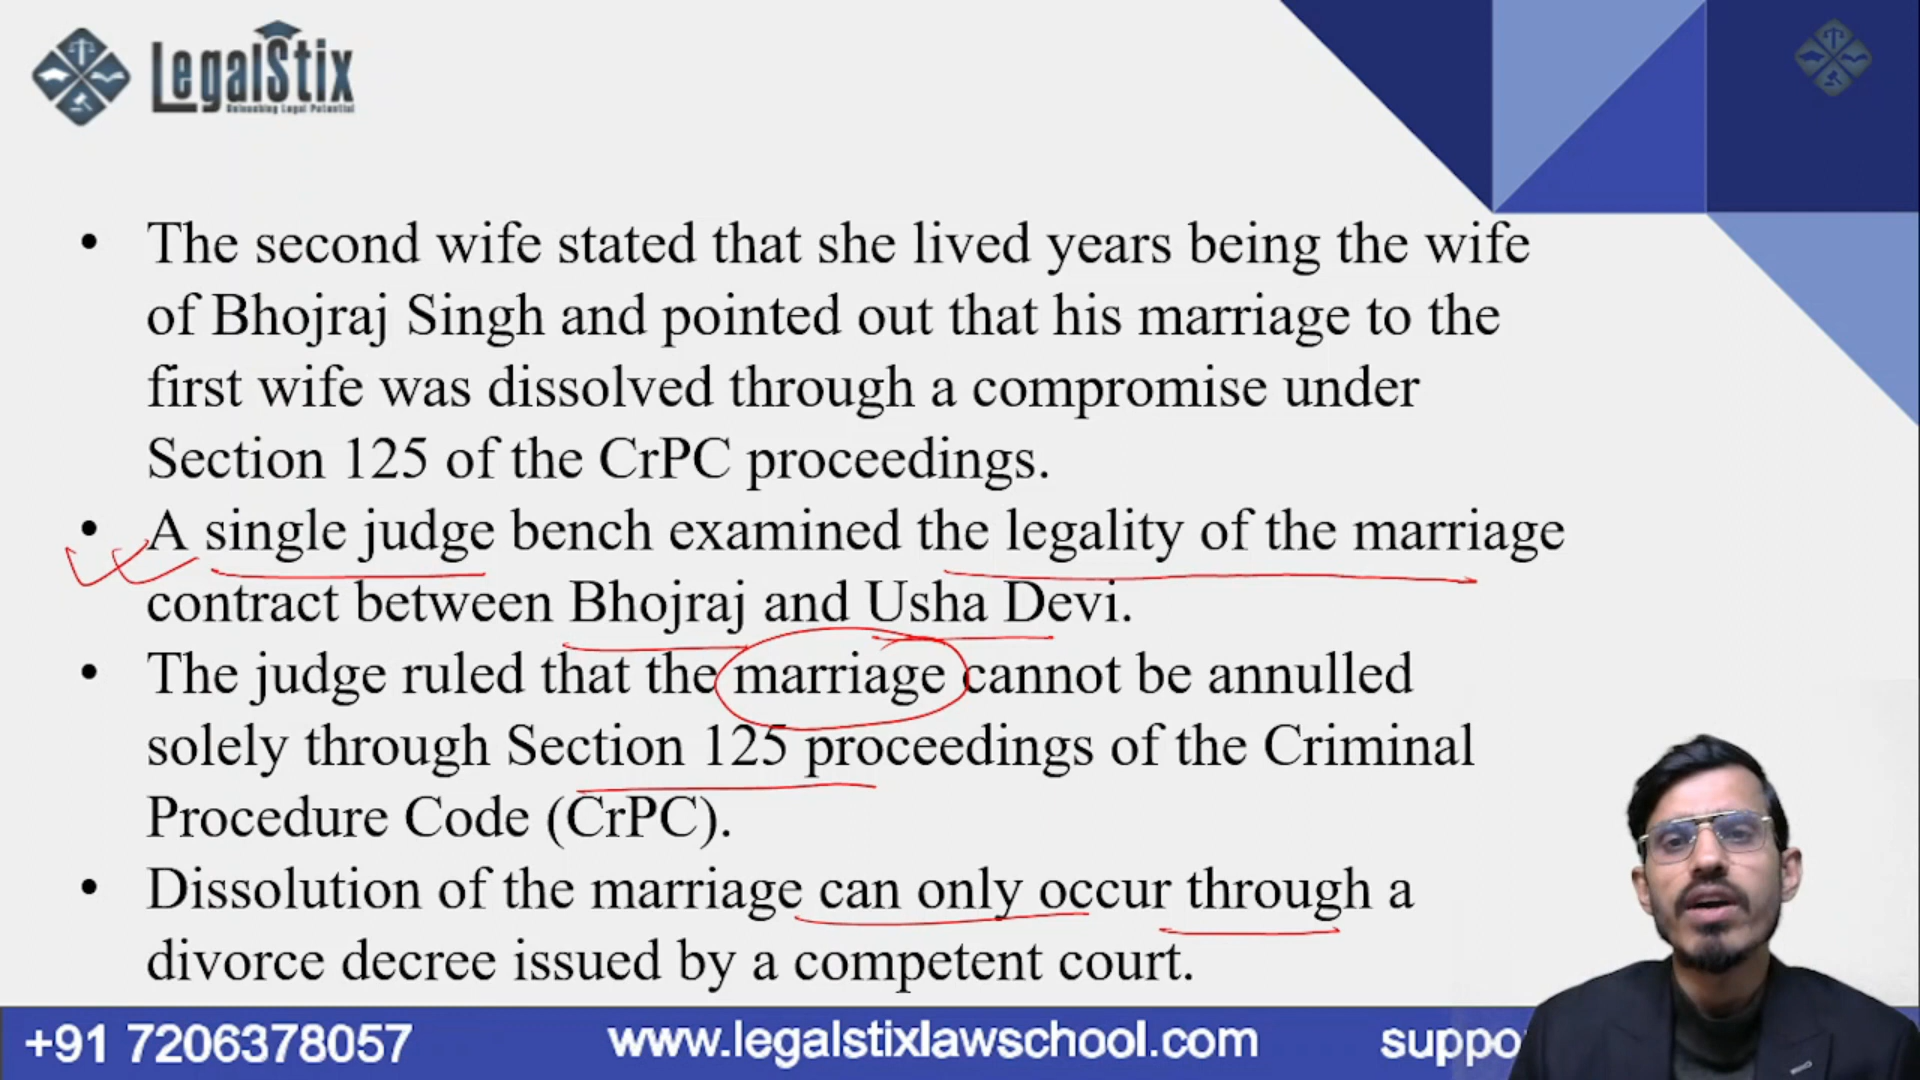 LegalStix
Unleashing Legal Potential
• The second wife stated that she lived years being the wife
of Bhojraj Singh and pointed out that his marriage to the
first wife was dissolved through a compromise under
Section 125 of the CrPC proceedings.
• A single judge bench examined the legality of the marriage
contract between Bhojraj and Usha Devi.
• The judge ruled that the marriage cannot be annulled
solely through Section 125 proceedings of the Criminal
Procedure Code (CrPC).
• Dissolution of the marriage can only occur through a
divorce decree issued by a competent court.
+91 7206378057
www.legalstixlawschool.com
suppo